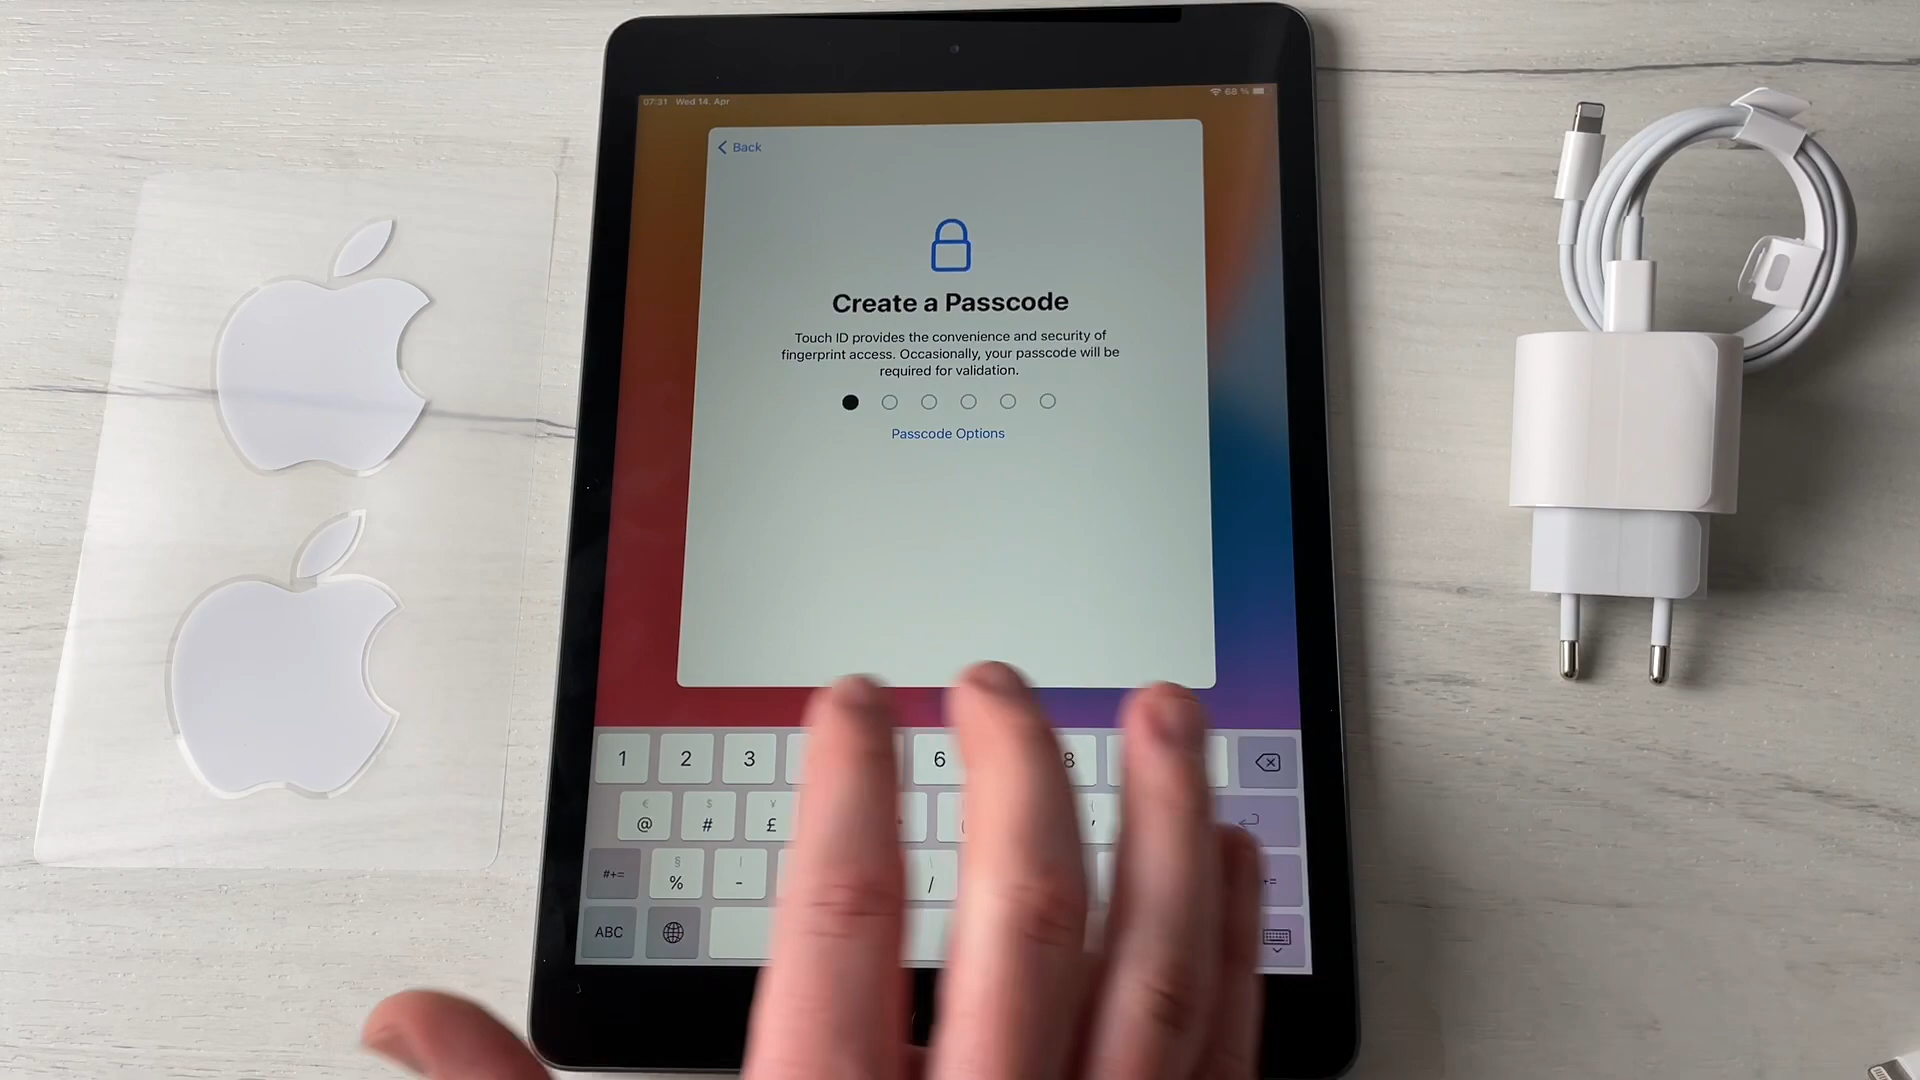 07:31 Wed 14. Apr
68 %
Back
Create a Passcode
Touch ID provides the convenience and security of
fingerprint access. Occasionally, your passcode will be
required for validation.
Passcode Options
1 2 3 6 8
€ $ ¥
@ # £ '
§ | \
#+= % - /
ABC